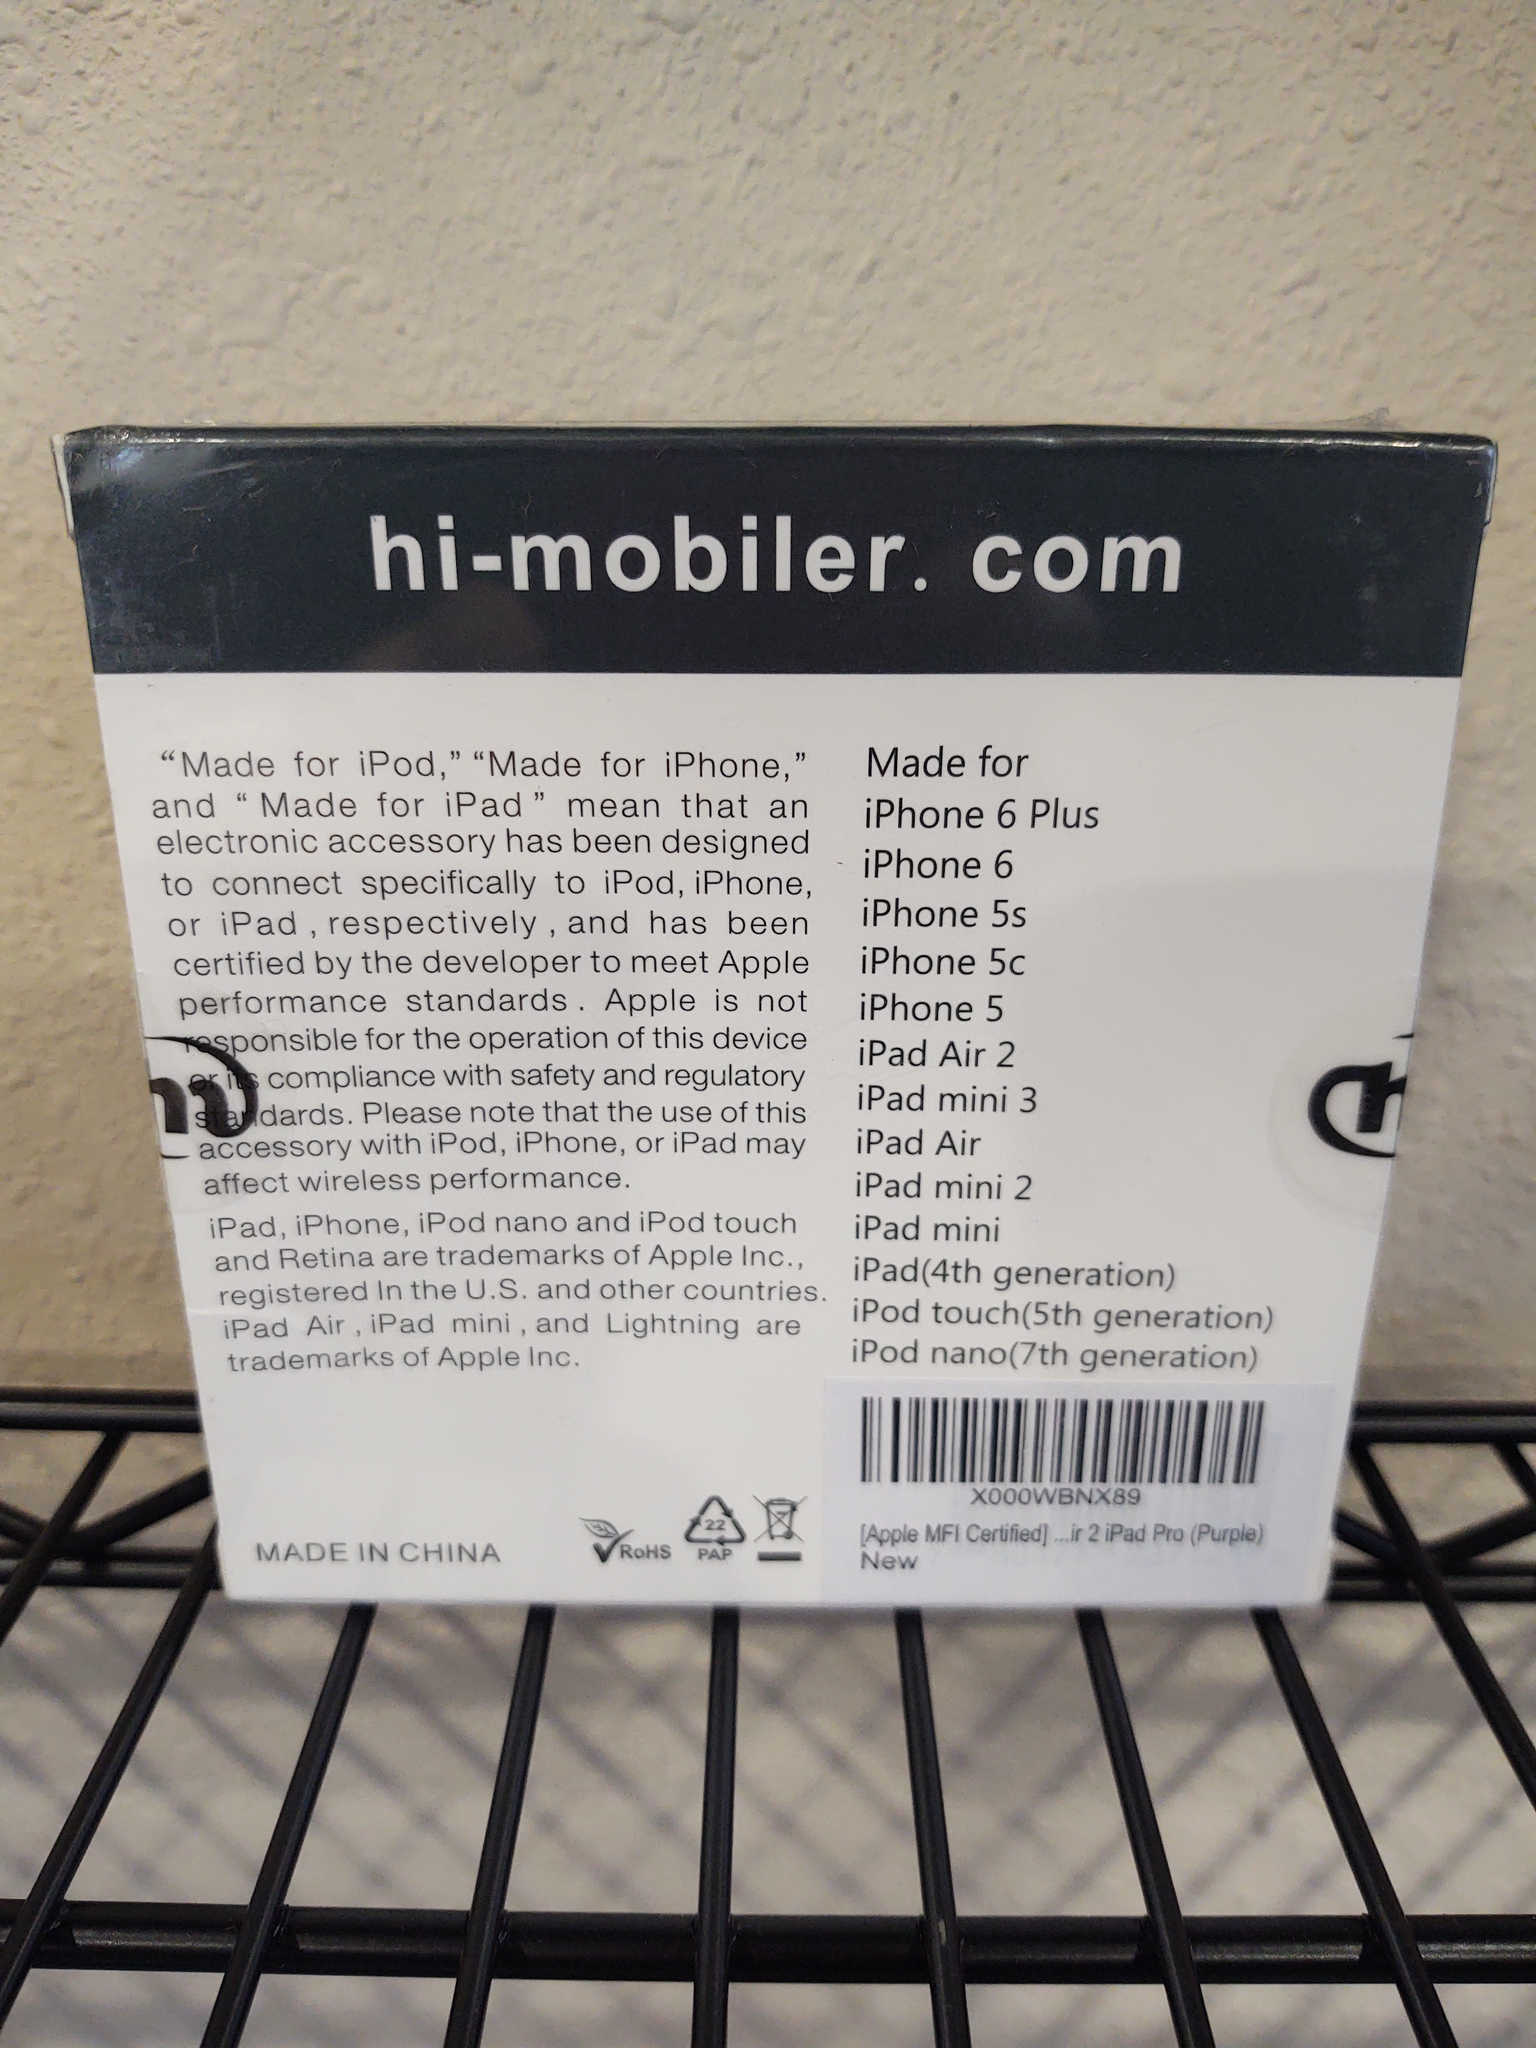 hi-mobiler. com
“Made for iPod,” “Made for iPhone,”
and “ Made for iPad ” mean that an
electronic accessory has been designed
to connect specifically to iPod, iPhone,
or iPad , respectively , and has been
certified by the developer to meet Apple
performance standards . Apple is not
responsible for the operation of this device
or its compliance with safety and regulatory
standards. Please note that the use of this
accessory with iPod, iPhone, or iPad may
affect wireless performance.
iPad, iPhone, iPod nano and iPod touch
and Retina are trademarks of Apple Inc.,
registered In the U.S. and other countries.
iPad Air , iPad mini , and Lightning are
trademarks of Apple Inc.
Made for
iPhone 6 Plus
iPhone 6
iPhone 5s
iPhone 5c
iPhone 5
iPad Air 2
iPad mini 3
iPad Air
iPad mini 2
iPad mini
iPad(4th generation)
iPod touch(5th generation)
iPod nano(7th generation)
MADE IN CHINA
RoHS
22
PAP
X000WBNX89
[Apple MFI Certified] ...ir 2 iPad Pro (Purple)
New